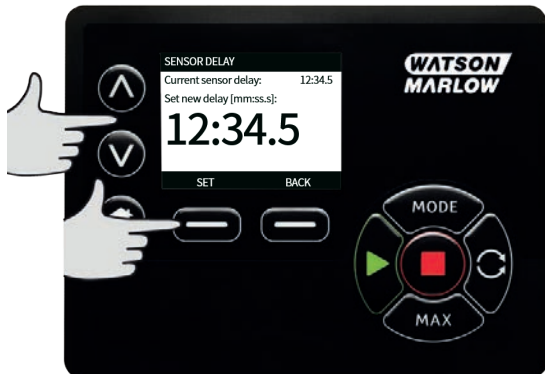 SENSOR DELAY
Current sensor delay: 12:34.5
Set new delay [mm:ss.s]:
12:34.5
SET BACK
WATSON
MARLOW
MODE
MAX